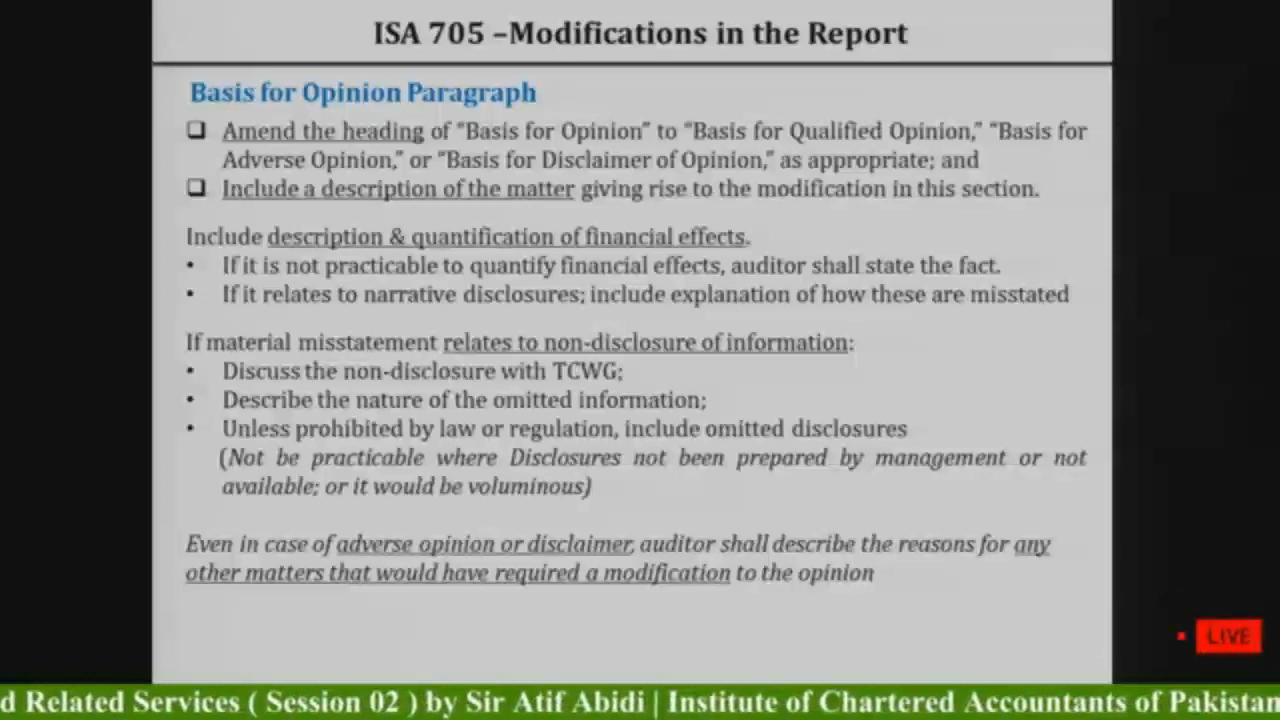 ISA 705 –Modifications in the Report
Basis for Opinion Paragraph
❑ Amend the heading of “Basis for Opinion” to “Basis for Qualified Opinion,” “Basis for
Adverse Opinion,” or “Basis for Disclaimer of Opinion,” as appropriate; and
❑ Include a description of the matter giving rise to the modification in this section.
Include description & quantification of financial effects.
• If it is not practicable to quantify financial effects, auditor shall state the fact.
• If it relates to narrative disclosures; include explanation of how these are misstated
If material misstatement relates to non-disclosure of information:
• Discuss the non-disclosure with TCWG;
• Describe the nature of the omitted information;
• Unless prohibited by law or regulation, include omitted disclosures
(Not be practicable where Disclosures not been prepared by management or not
available; or it would be voluminous)
Even in case of adverse opinion or disclaimer, auditor shall describe the reasons for any
other matters that would have required a modification to the opinion
LIVE
d Related Services ( Session 02 ) by Sir Atif Abidi | Institute of Chartered Accountants of Pakistan